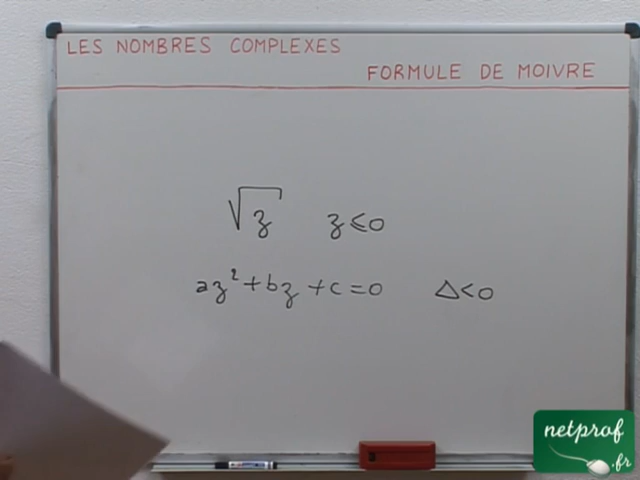 LES NOMBRES COMPLEXES
FORMULE DE MOIVRE
√z z⩽0
az²+bz+c=0 Δ<0
netprof
.fr